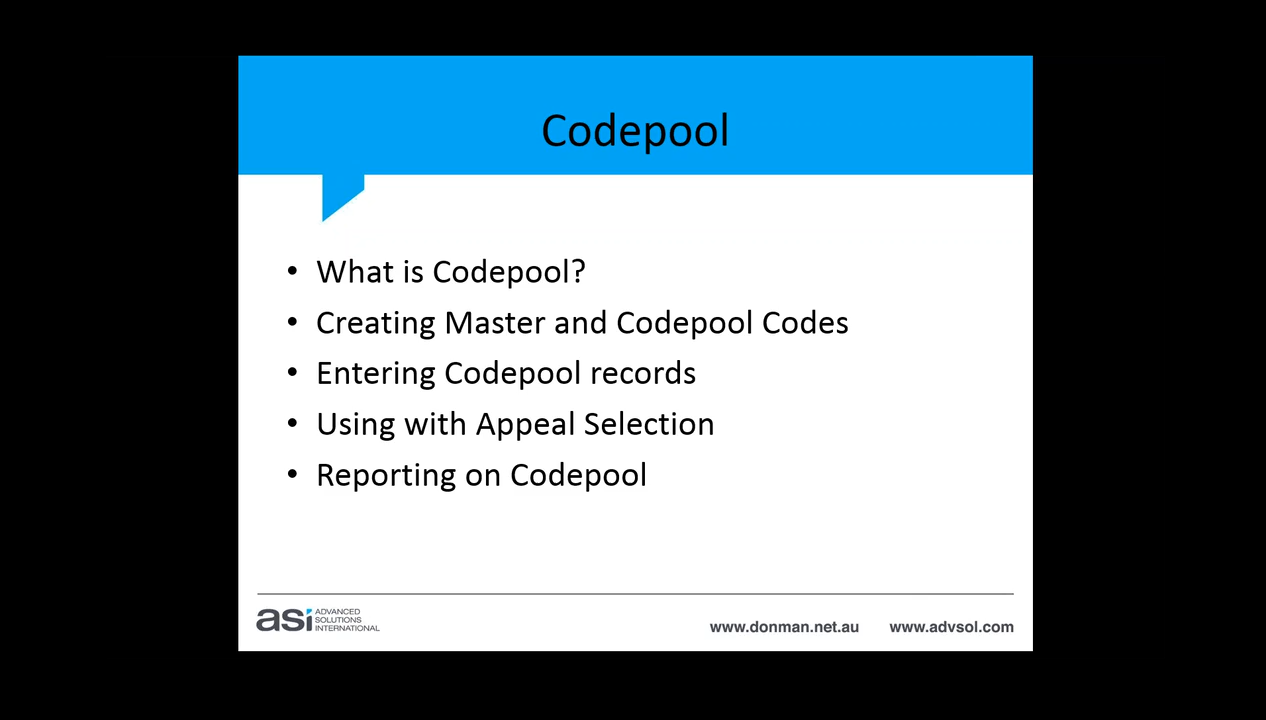 Codepool
• What is Codepool?
• Creating Master and Codepool Codes
• Entering Codepool records
• Using with Appeal Selection
• Reporting on Codepool
asi ADVANCED
SOLUTIONS
INTERNATIONAL
www.donman.net.au www.advsol.com